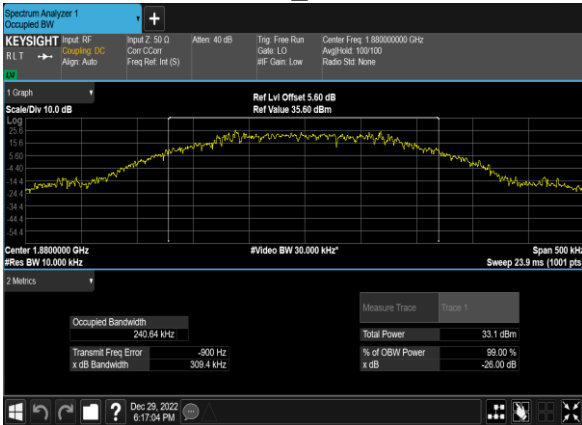 Spectrum Analyzer 1
Occupied BW
+
KEYSIGHT Input: RF Input Z: 50 Ω Atten: 40 dB Trig: Free Run Center Freq: 1.880000000 GHz
RLT Coupling: DC Corr CCorr Gate: LO Avg|Hold: 100/100
Align: Auto Freq Ref: Int (S) #IF Gain: Low Radio Std: None
LW
1 Graph
Ref Lvl Offset 5.60 dB
Scale/Div 10.0 dB Ref Value 35.60 dBm
Log
25.6
15.6
5.60
-4.40
-14.4
-24.4
-34.4
-44.4
-54.4
Center 1.8800000 GHz #Video BW 30.000 kHz* Span 500 kHz
#Res BW 10.000 kHz Sweep 23.9 ms (1001 pts
2 Metrics
Measure Trace Trace 1
Occupied Bandwidth
240.64 kHz Total Power 33.1 dBm
Transmit Freq Error -900 Hz % of OBW Power 99.00 %
x dB Bandwidth 309.4 kHz x dB -26.00 dB
? Dec 29, 2022
6:17:04 PM